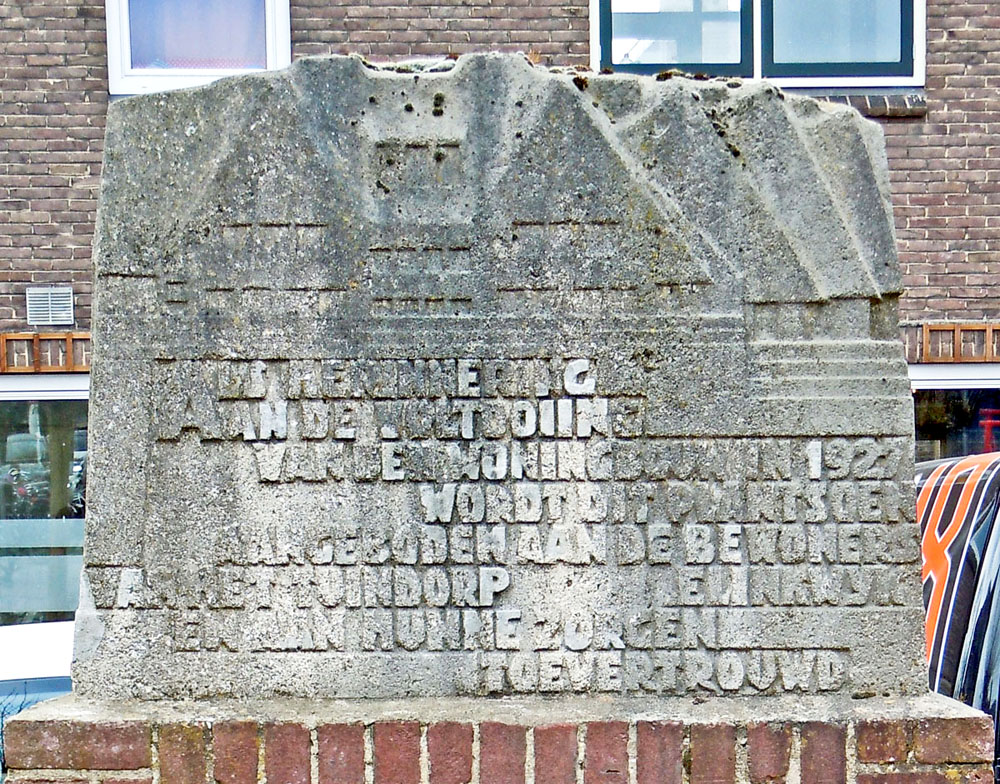 TER HERINNERING
AAN DE VOLTOOIING
VAN DEN WONINGBOUW IN 1927
WORDT DIT PLANTSOEN
AANGEBODEN AAN DE BEWONERS
VAN HET TUINDORP ELINKWYK
EN AAN HUNNE ZORGEN
TOEVERTROUWD